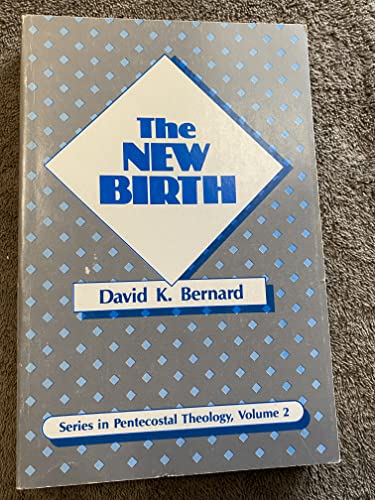 The
NEW
BIRTH
David K. Bernard
Series in Pentecostal Theology, Volume 2